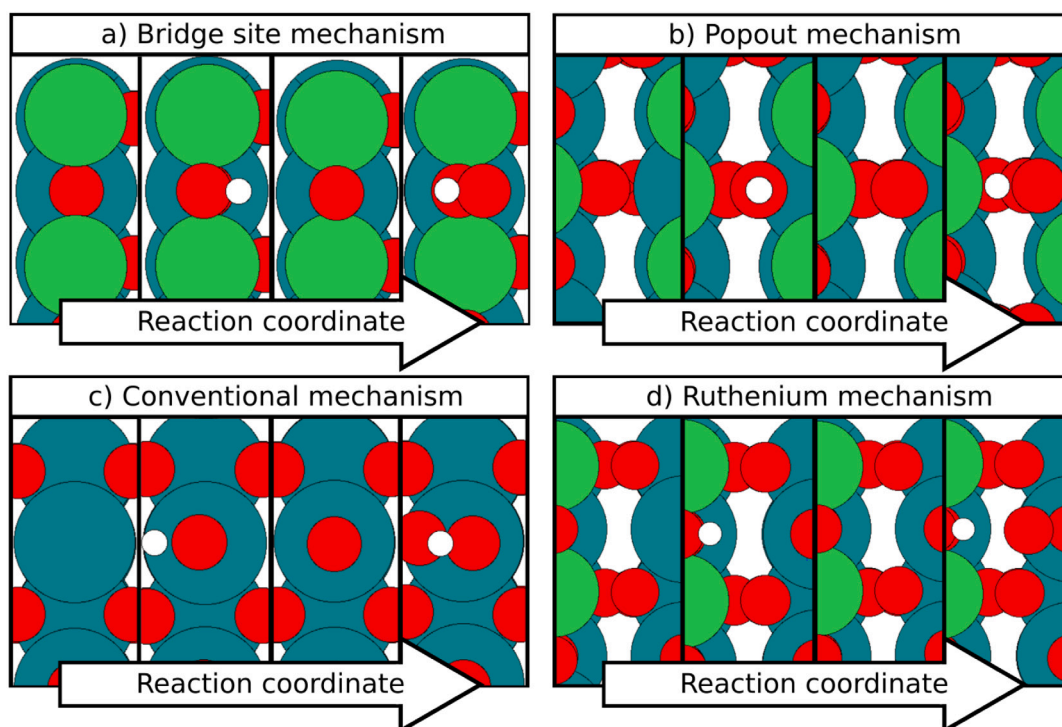 a) Bridge site mechanism
Reaction coordinate
b) Popout mechanism
Reaction coordinate
c) Conventional mechanism
Reaction coordinate
d) Ruthenium mechanism
Reaction coordinate